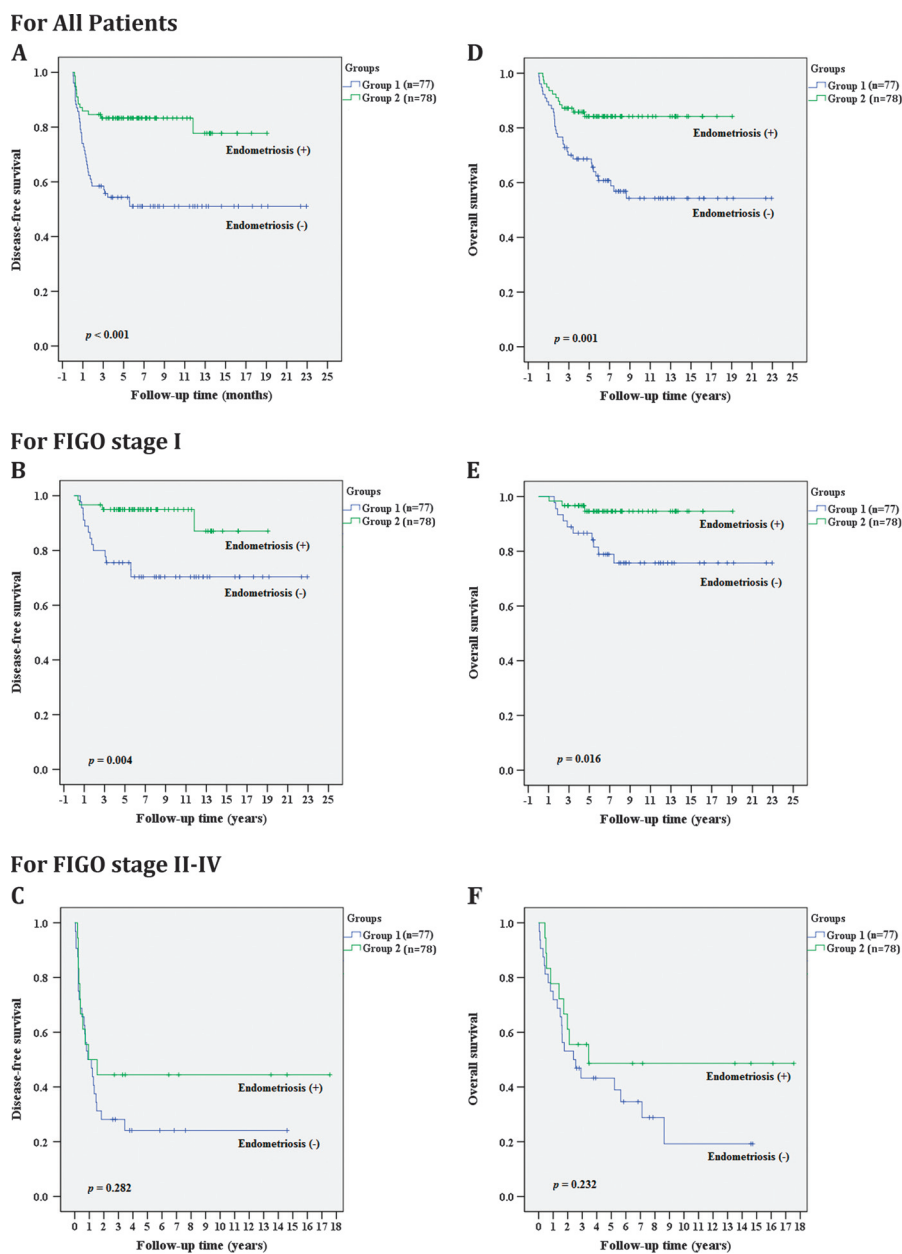 For All Patients
A
Groups
Group 1 (n=77)
Group 2 (n=78)
1.0
0.8
0.6
0.4
0.2
0.0
Disease-free survival
Endometriosis (+)
Endometriosis (-)
p < 0.001
-1 1 3 5 7 9 11 13 15 17 19 21 23 25
Follow-up time (months)
D
Groups
Group 1 (n=77)
Group 2 (n=78)
1.0
0.8
0.6
0.4
0.2
0.0
Overall survival
Endometriosis (+)
Endometriosis (-)
p = 0.001
-1 1 3 5 7 9 11 13 15 17 19 21 23 25
Follow-up time (years)
For FIGO stage I
B
Groups
Group 1 (n=77)
Group 2 (n=78)
1.0
0.8
0.6
0.4
0.2
0.0
Disease-free survival
Endometriosis (+)
Endometriosis (-)
p = 0.004
-1 1 3 5 7 9 11 13 15 17 19 21 23 25
Follow-up time (years)
E
Groups
Group 1 (n=77)
Group 2 (n=78)
1.0
0.8
0.6
0.4
0.2
0.0
Overall survival
Endometriosis (+)
Endometriosis (-)
p = 0.016
-1 1 3 5 7 9 11 13 15 17 19 21 23 25
Follow-up time (years)
For FIGO stage II-IV
C
Groups
Group 1 (n=77)
Group 2 (n=78)
1.0
0.8
0.6
0.4
0.2
0.0
Disease-free survival
Endometriosis (+)
Endometriosis (-)
p = 0.282
0 1 2 3 4 5 6 7 8 9 10 11 12 13 14 15 16 17 18
Follow-up time (years)
F
Groups
Group 1 (n=77)
Group 2 (n=78)
1.0
0.8
0.6
0.4
0.2
0.0
Overall survival
Endometriosis (+)
Endometriosis (-)
p = 0.232
0 1 2 3 4 5 6 7 8 9 10 11 12 13 14 15 16 17 18
Follow-up time (years)